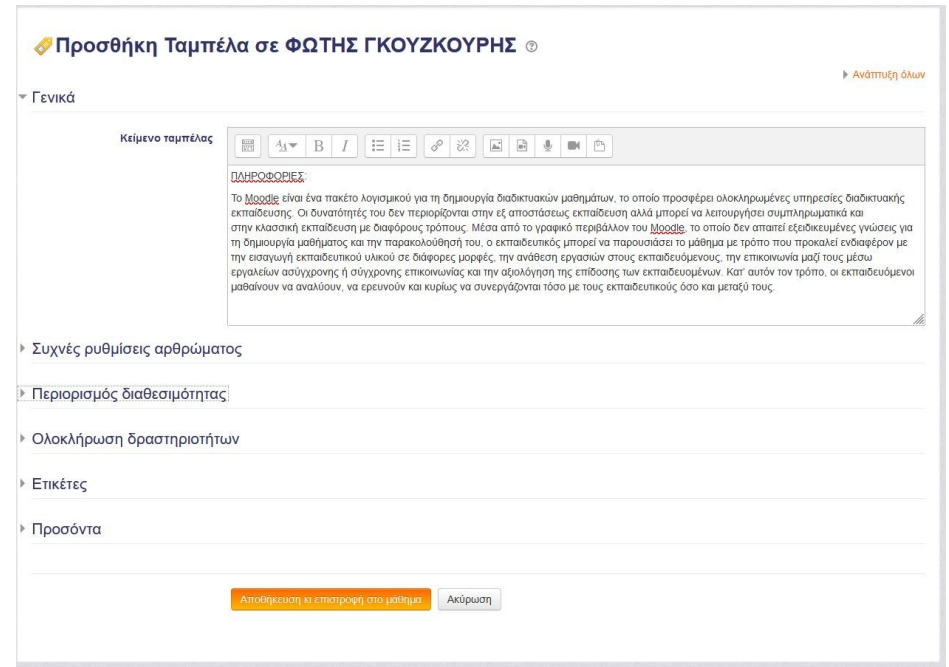 Προσθήκη Ταμπέλα σε ΦΩΤΗΣ ΓΚΟΥΖΚΟΥΡΗΣ
Ανάπτυξη όλων
Γενικά
Κείμενο ταμπέλας
ΠΛΗΡΟΦΟΡΙΕΣ:
Το Moodle είναι ένα πακέτο λογισμικού για τη δημιουργία διαδικτυακών μαθημάτων, το οποίο προσφέρει ολοκληρωμένες υπηρεσίες διαδικτυακής
εκπαίδευσης. Οι δυνατότητές του δεν περιορίζονται στην εξ αποστάσεως εκπαίδευση αλλά μπορεί να λειτουργήσει συμπληρωματικά και
στην κλασσική εκπαίδευση με διαφόρους τρόπους. Μέσα από το γραφικό περιβάλλον του Moodle, το οποίο δεν απαιτεί εξειδικευμένες γνώσεις για
τη δημιουργία μαθήματος και την παρακολούθησή του, ο εκπαιδευτικός μπορεί να παρουσιάσει το μάθημα με τρόπο που προκαλεί ενδιαφέρον με
την εισαγωγή εκπαιδευτικού υλικού σε διάφορες μορφές, την ανάθεση εργασιών στους εκπαιδευόμενους, την επικοινωνία μαζί τους μέσω
εργαλείων ασύγχρονης ή σύγχρονης επικοινωνίας και την αξιολόγηση της επίδοσης των εκπαιδευομένων. Κατ' αυτόν τον τρόπο, οι εκπαιδευόμενοι
μαθαίνουν να αναλύουν, να ερευνούν και κυρίως να συνεργάζονται τόσο με τους εκπαιδευτικούς όσο και μεταξύ τους.
Συχνές ρυθμίσεις αρθρώματος
Περιορισμός διαθεσιμότητας
Ολοκλήρωση δραστηριοτήτων
Ετικέτες
Προσόντα
Αποθήκευση κι επιστροφή στο μάθημα Ακύρωση